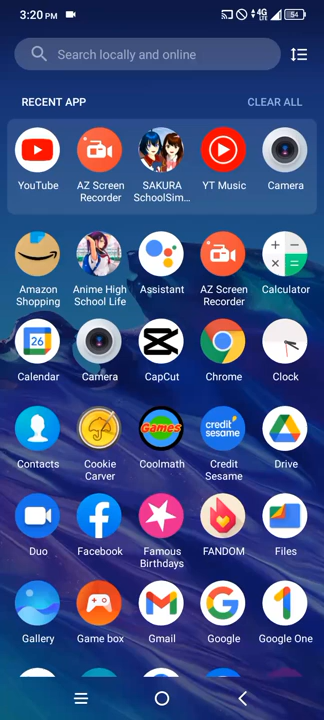 3:20 PM
4G
LTE
54
Search locally and online
RECENT APP
CLEAR ALL
YouTube
AZ Screen
Recorder
SAKURA
SchoolSim...
YT Music
Camera
Amazon
Shopping
Anime High
School Life
Assistant
AZ Screen
Recorder
Calculator
26
Calendar
Camera
CapCut
Chrome
Clock
Games
credit
sesame
Contacts
Cookie
Carver
Coolmath
Credit
Sesame
Drive
Duo
Facebook
Famous
Birthdays
FANDOM
Files
Gallery
Game box
Gmail
Google
Google One